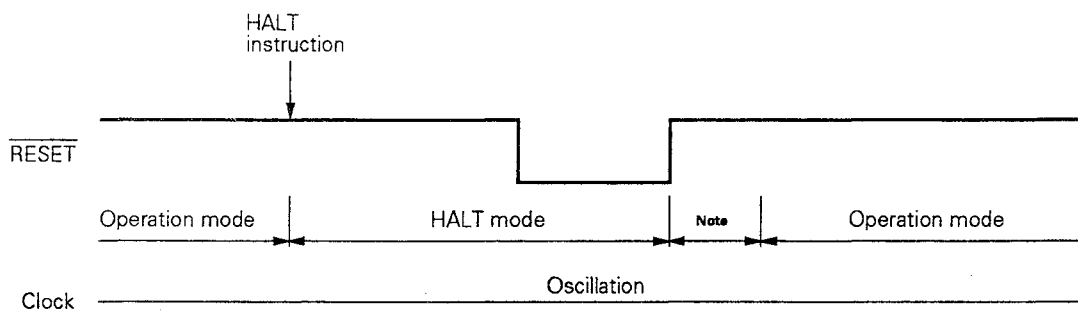 HALT
instruction
RESET
Operation mode
HALT mode
Note
Operation mode
Oscillation
Clock